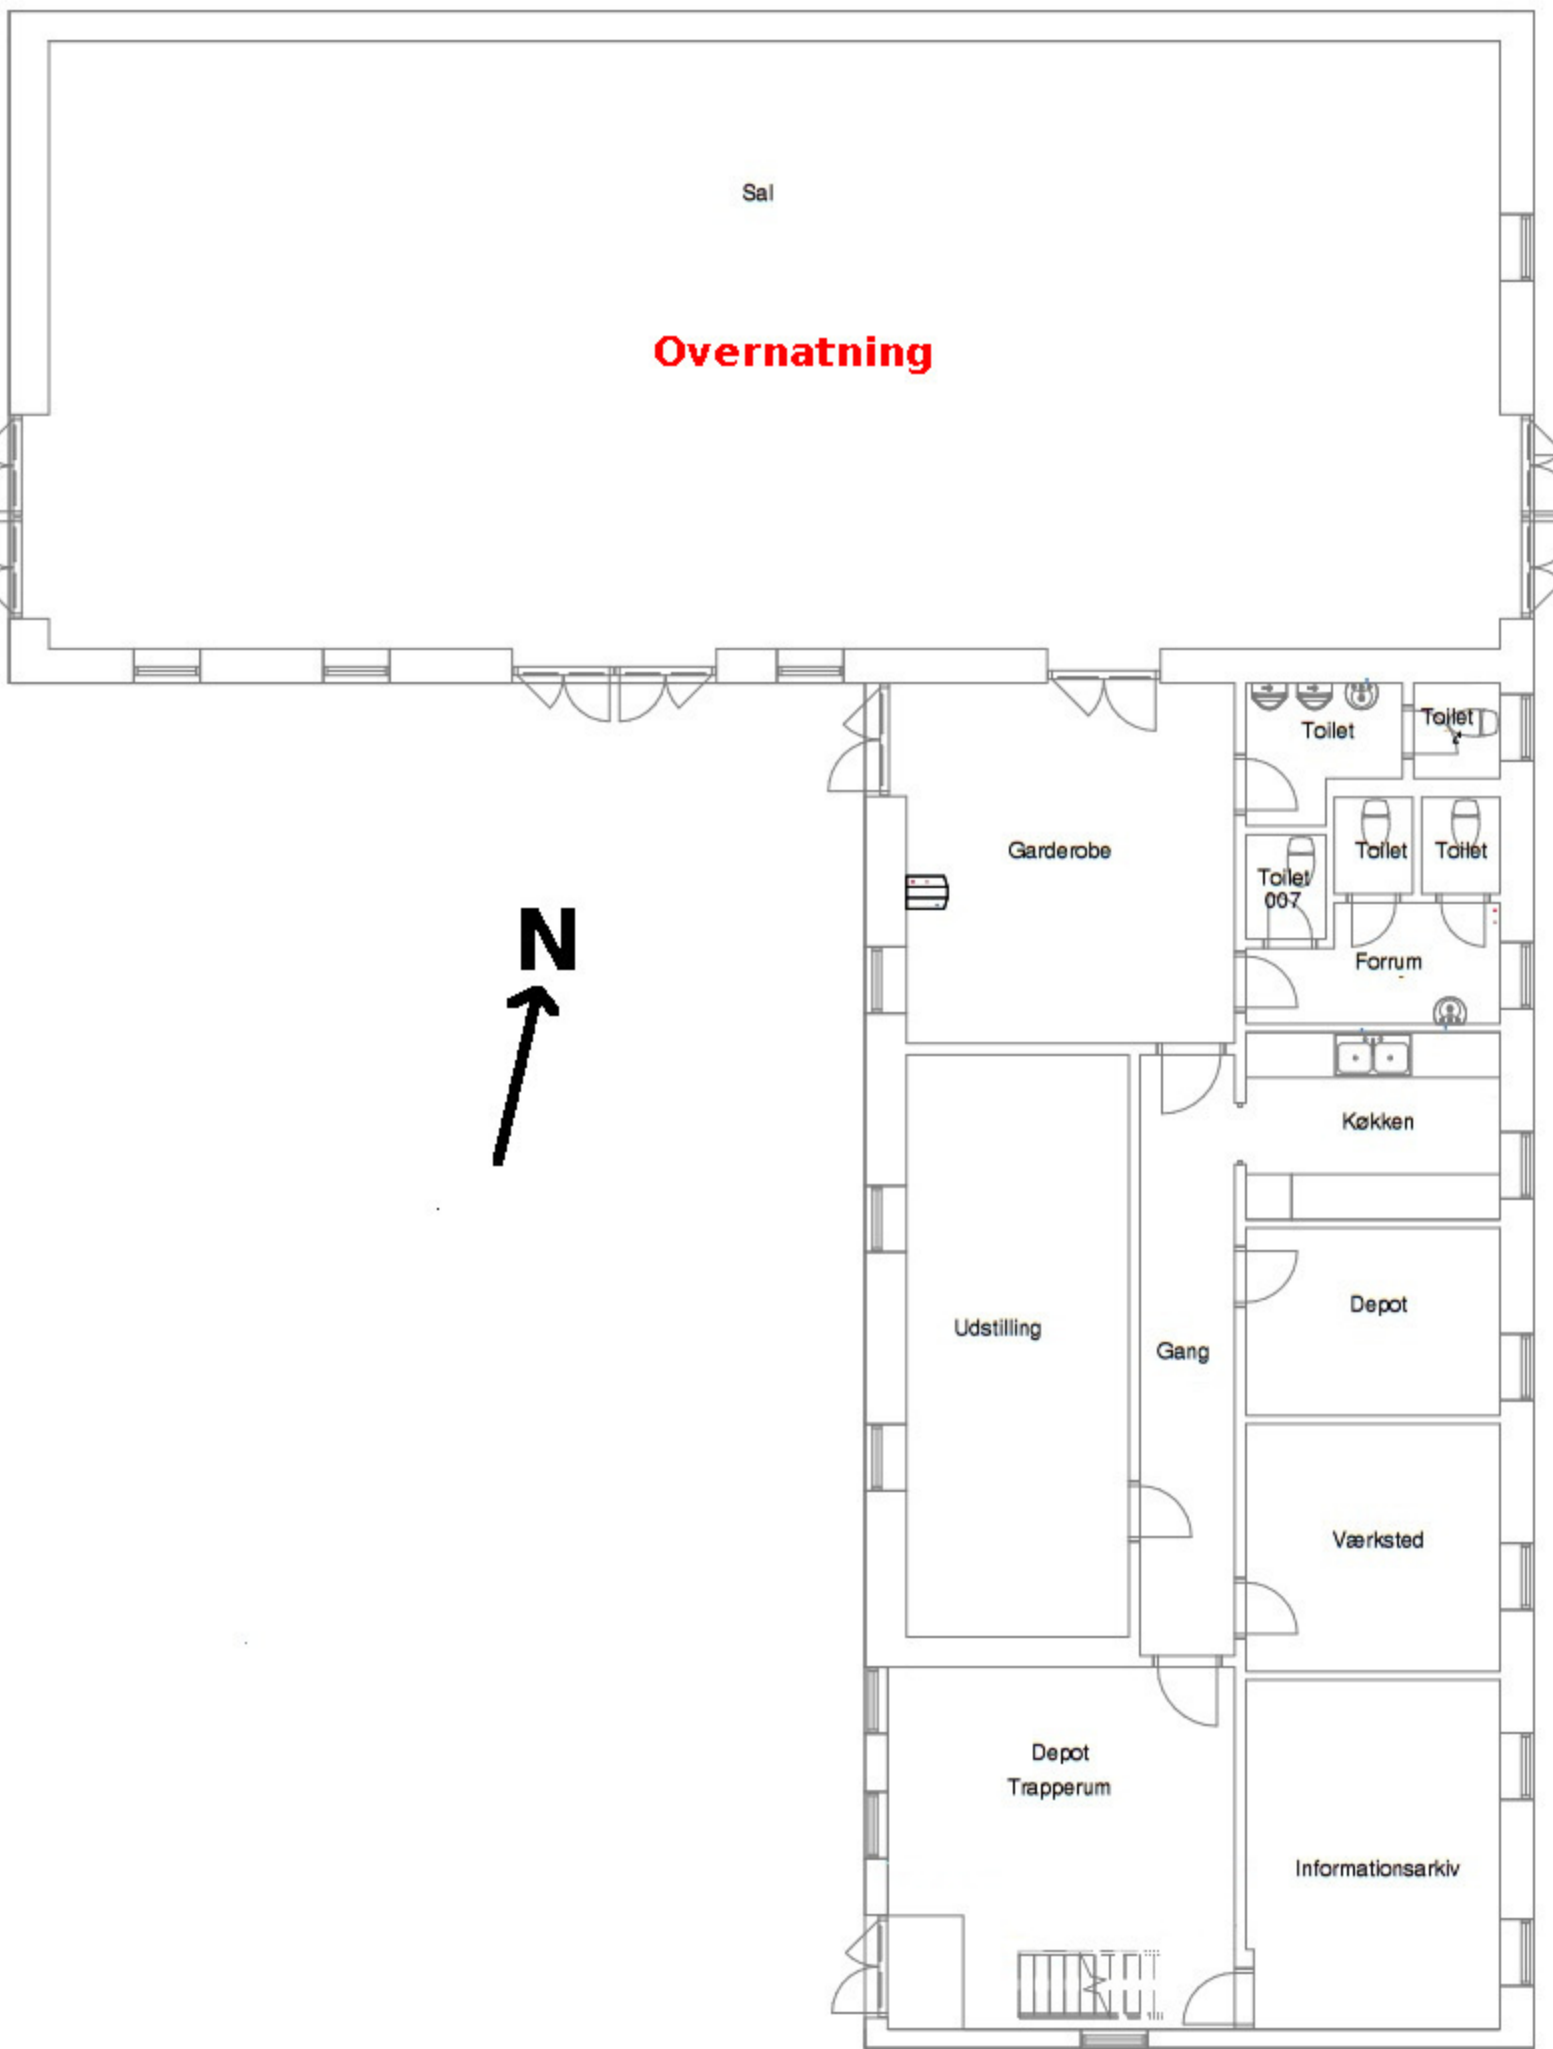 Sal
Overnatning
Toilet
Toilet
Garderobe
Toilet
Toilet
Toilet
007
N
Forrum
Køkken
Depot
Udstilling
Gang
Værksted
Depot
Trapperum
Informationsarkiv